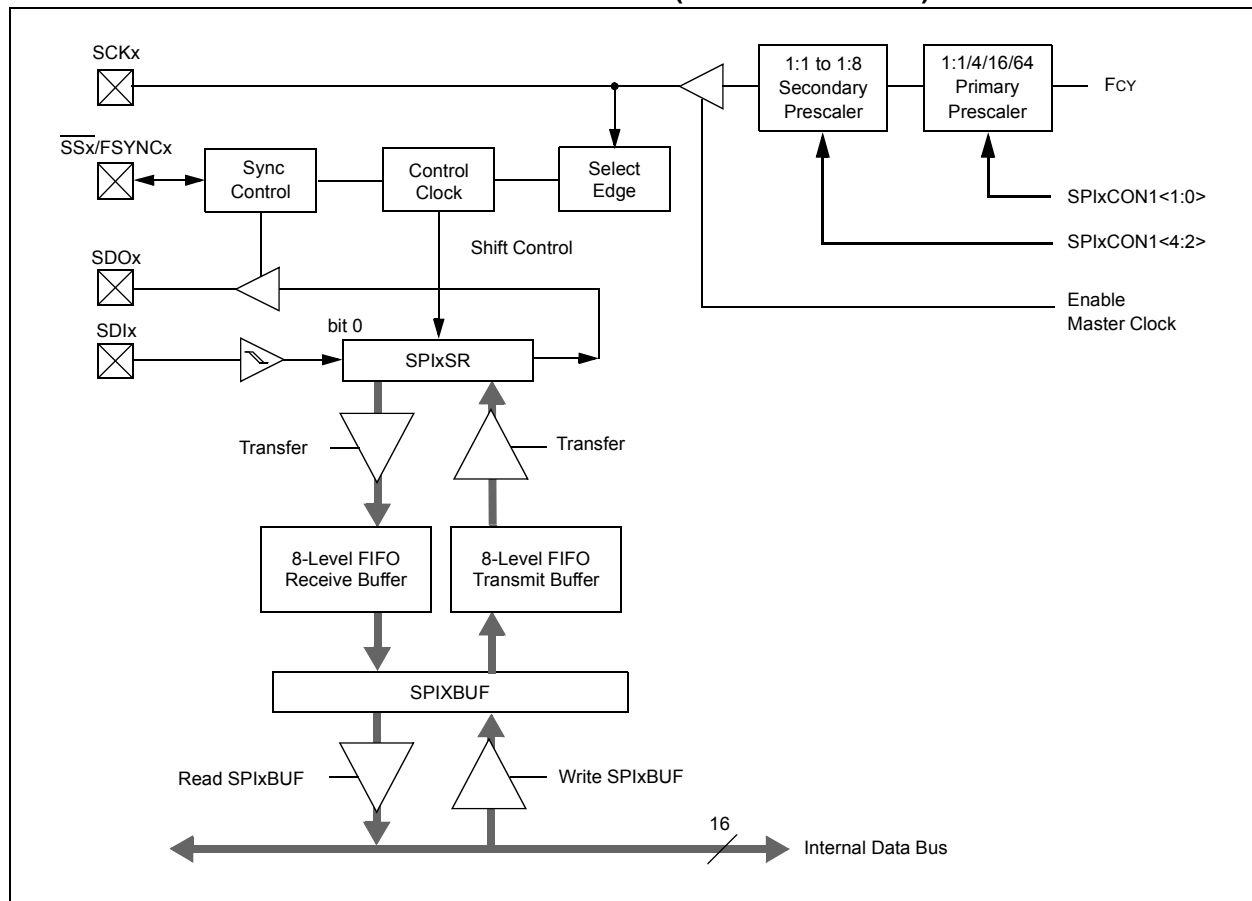 SCKx
1:1 to 1:8
Secondary
Prescaler
1:1/4/16/64
Primary
Prescaler
FCY
SSx/FSYNCx
Sync
Control
Control
Clock
Select
Edge
SPIxCON1<1:0>
SPIxCON1<4:2>
Shift Control
SDOx
Enable
Master Clock
bit 0
SDIx
SPIxSR
Transfer
Transfer
8-Level FIFO
Receive Buffer
8-Level FIFO
Transmit Buffer
SPIXBUF
Read SPIxBUF
Write SPIxBUF
16
Internal Data Bus